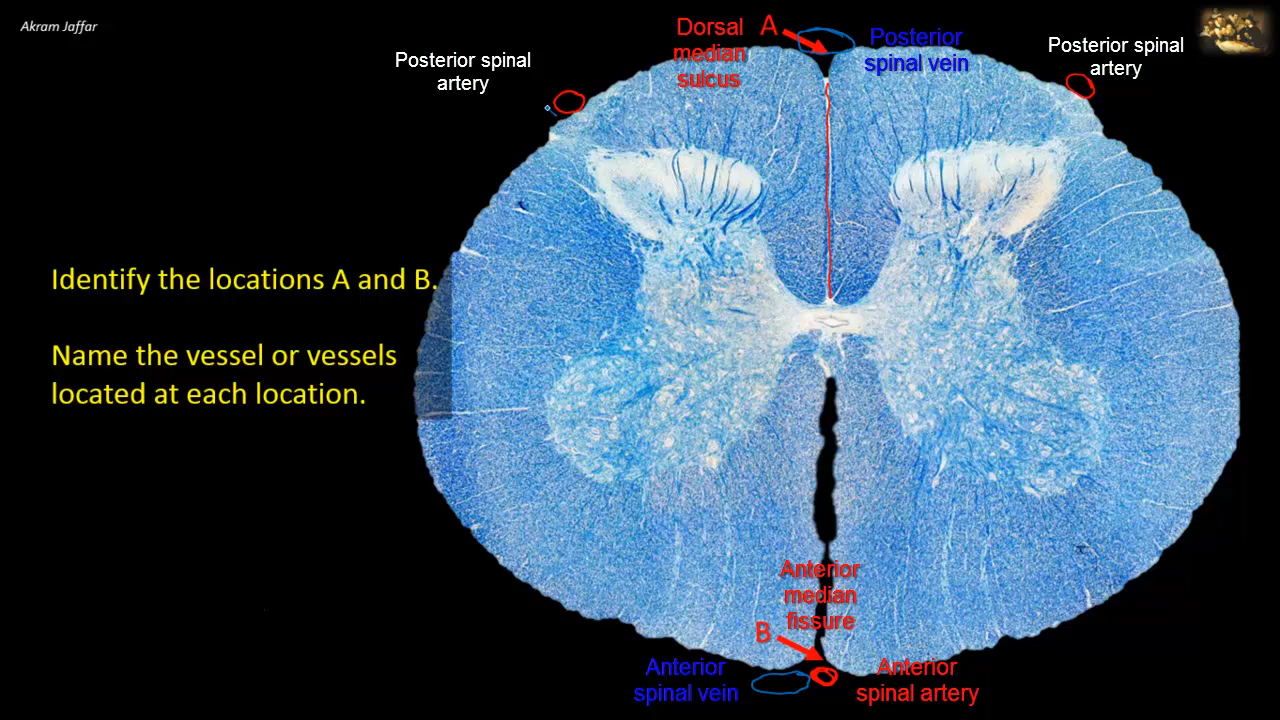 Akram Jaffar
Dorsal
median
sulcus
A
Posterior
spinal vein
Posterior spinal
artery
Posterior spinal
artery
Identify the locations A and B.
Name the vessel or vessels
located at each location.
Anterior
median
fissure
B
Anterior
spinal vein
Anterior
spinal artery